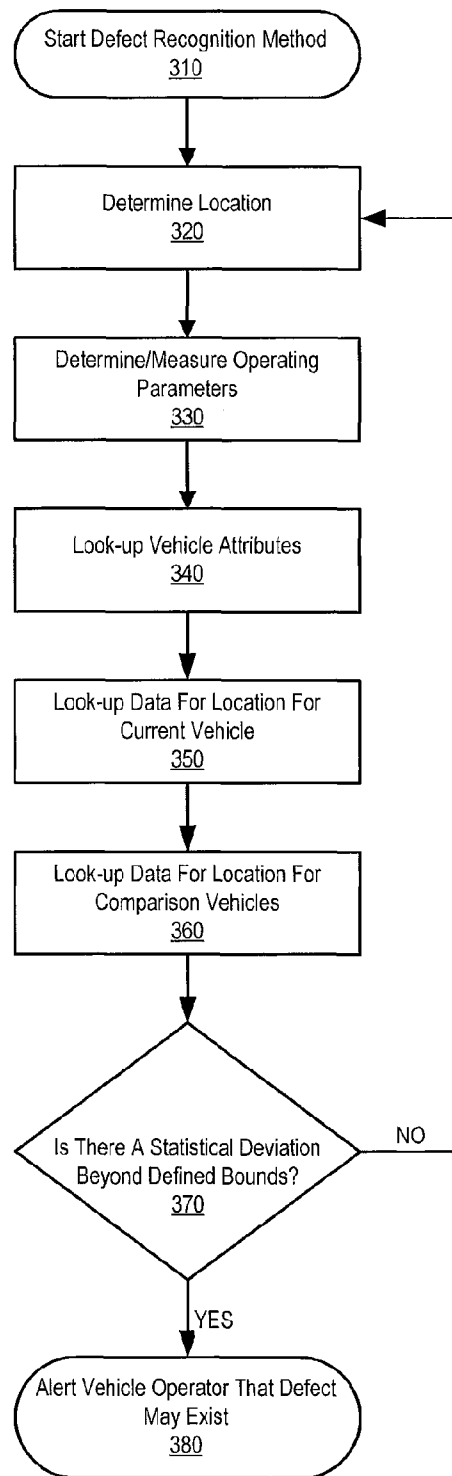 Start Defect Recognition Method
310
Determine Location
320
Determine/Measure Operating
Parameters
330
Look-up Vehicle Attributes
340
Look-up Data For Location For
Current Vehicle
350
Look-up Data For Location For
Comparison Vehicles
360
Is There A Statistical Deviation
Beyond Defined Bounds?
370
NO
YES
Alert Vehicle Operator That Defect
May Exist
380